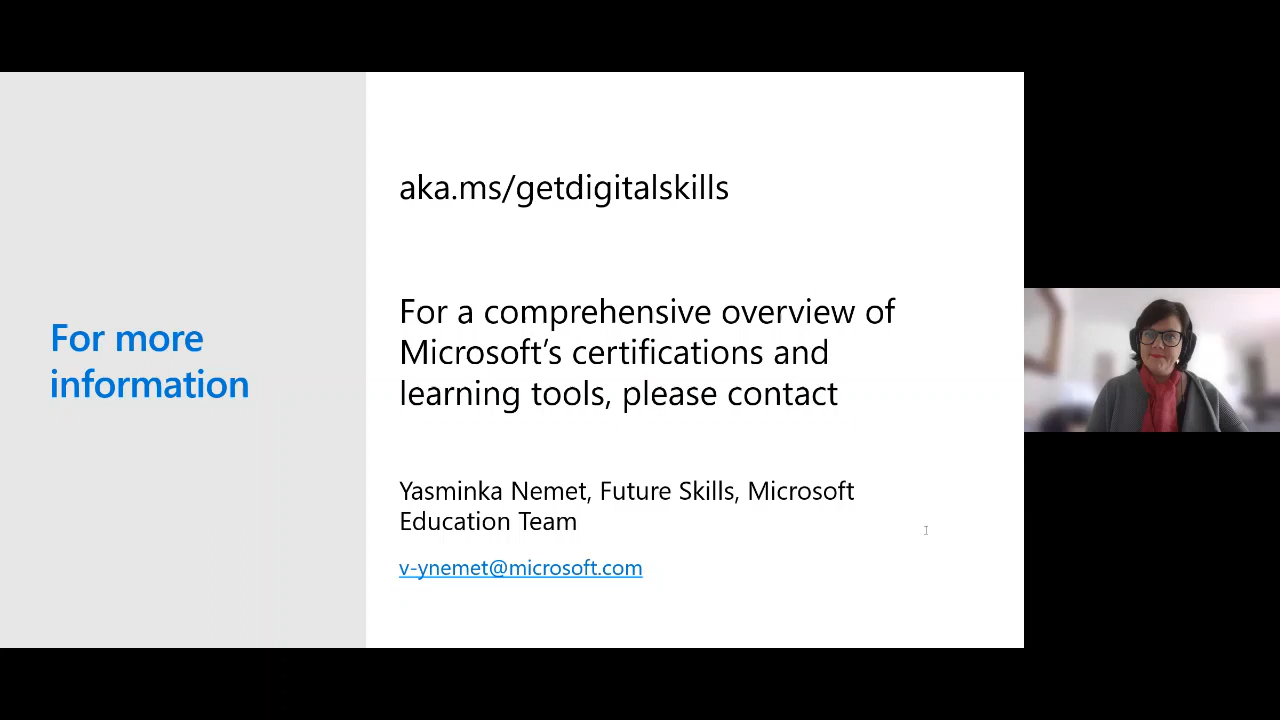 For more
information
aka.ms/getdigitalskills
For a comprehensive overview of
Microsoft’s certifications and
learning tools, please contact
Yasminka Nemet, Future Skills, Microsoft
Education Team
v-ynemet@microsoft.com